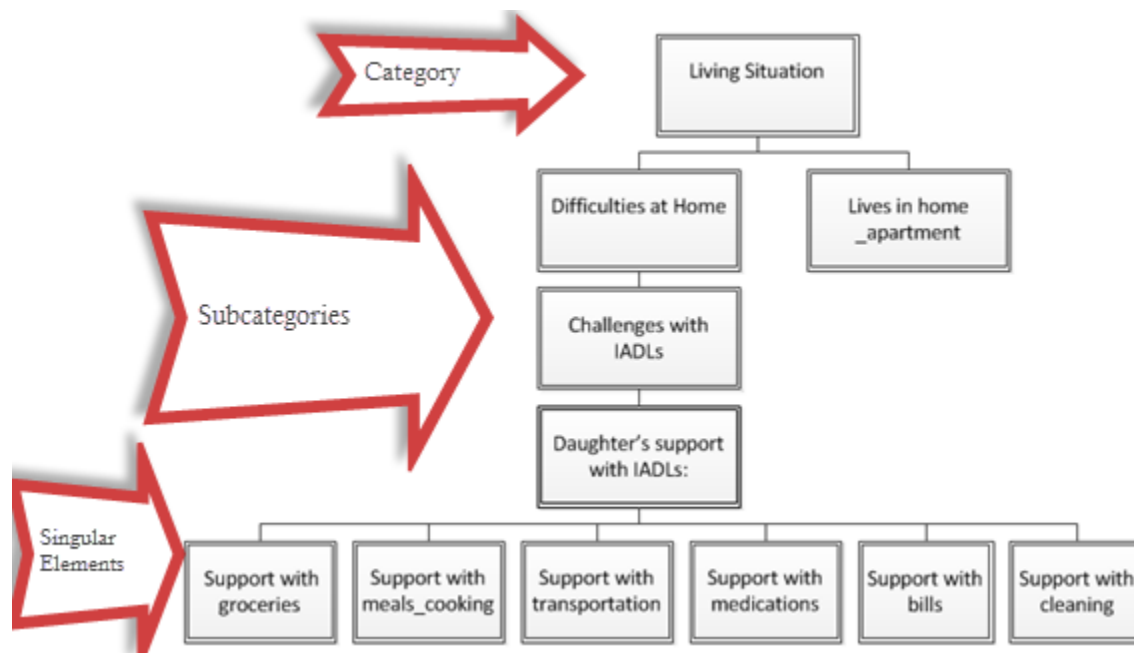 Category
Living Situation
Difficulties at Home
Lives in home
_apartment
Subcategories
Challenges with
IADLs
Daughter’s support
with IADLs:
Singular
Elements
Support with
groceries
Support with
meals_cooking
Support with
transportation
Support with
medications
Support with
bills
Support with
cleaning